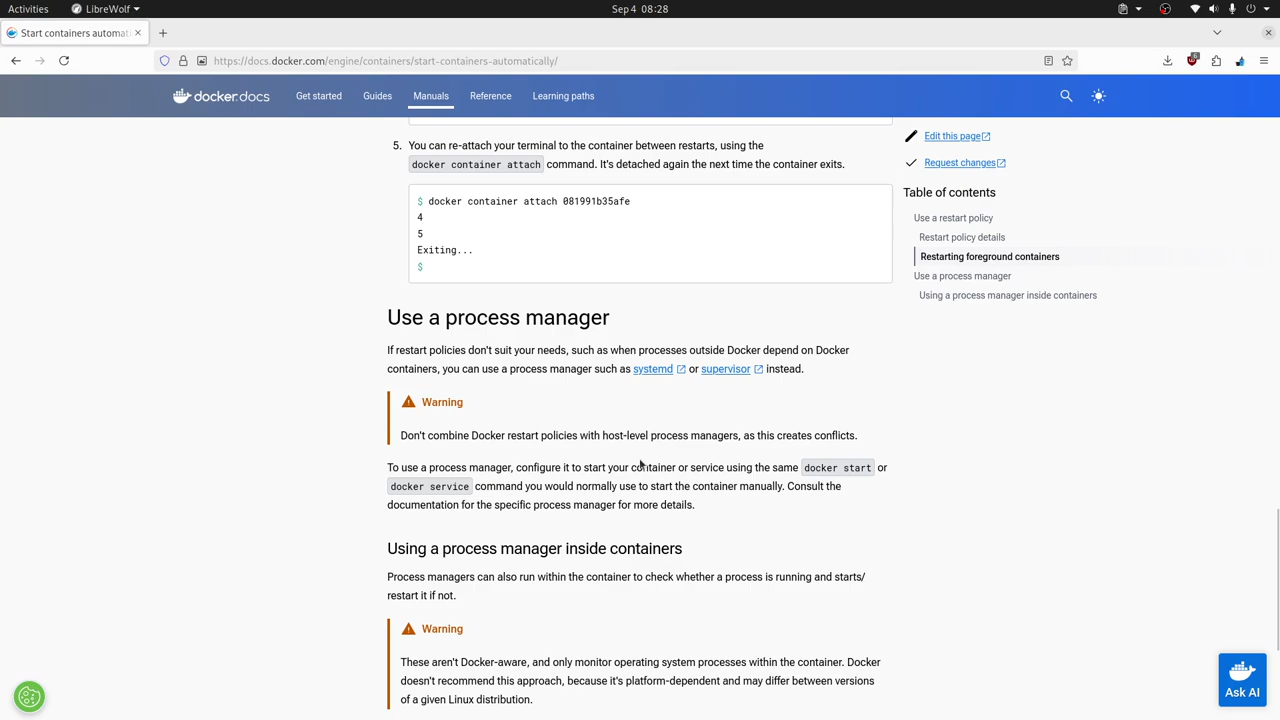 Activities
LibreWolf
Sep 4 08:28
Start containers automati
6
https://docs.docker.com/engine/containers/start-containers-automatically/
docker.docs
Get started
Guides
Manuals
Reference
Learning paths
5. You can re-attach your terminal to the container between restarts, using the
docker container attach command. It's detached again the next time the container exits.
$ docker container attach 081991b35afe
4
5
Exiting...
$
Use a process manager
If restart policies don't suit your needs, such as when processes outside Docker depend on Docker
containers, you can use a process manager such as systemd or supervisor instead.
Warning
Don't combine Docker restart policies with host-level process managers, as this creates conflicts.
To use a process manager, configure it to start your container or service using the same docker start or
docker service command you would normally use to start the container manually. Consult the
documentation for the specific process manager for more details.
Using a process manager inside containers
Process managers can also run within the container to check whether a process is running and starts/
restart it if not.
Warning
These aren't Docker-aware, and only monitor operating system processes within the container. Docker
doesn't recommend this approach, because it's platform-dependent and may differ between versions
of a given Linux distribution.
Edit this page
Request changes
Table of contents
Use a restart policy
Restart policy details
Restarting foreground containers
Use a process manager
Using a process manager inside containers
Ask AI